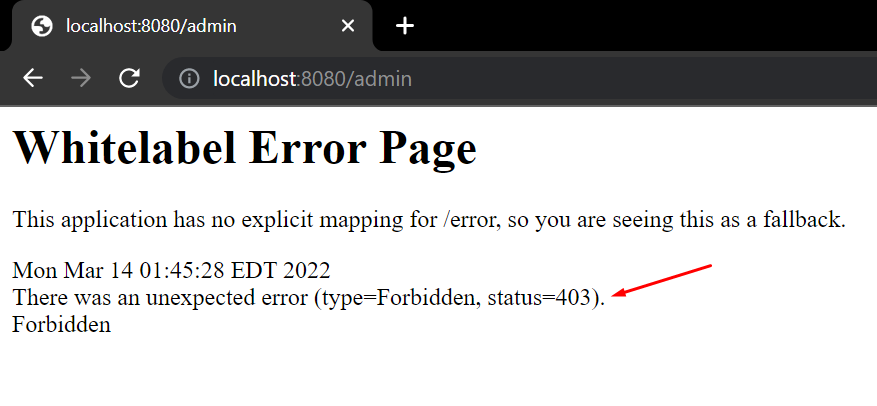 localhost:8080/admin
localhost:8080/admin
Whitelabel Error Page
This application has no explicit mapping for /error, so you are seeing this as a fallback.
Mon Mar 14 01:45:28 EDT 2022
There was an unexpected error (type=Forbidden, status=403).
Forbidden